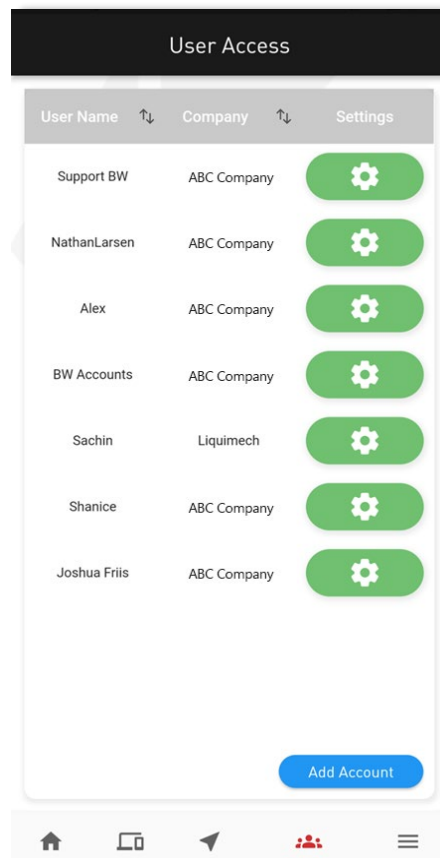 User Access
User Name Company Settings
Support BW ABC Company
NathanLarsen ABC Company
Alex ABC Company
BW Accounts ABC Company
Sachin Liquimech
Shanice ABC Company
Joshua Friis ABC Company
Add Account